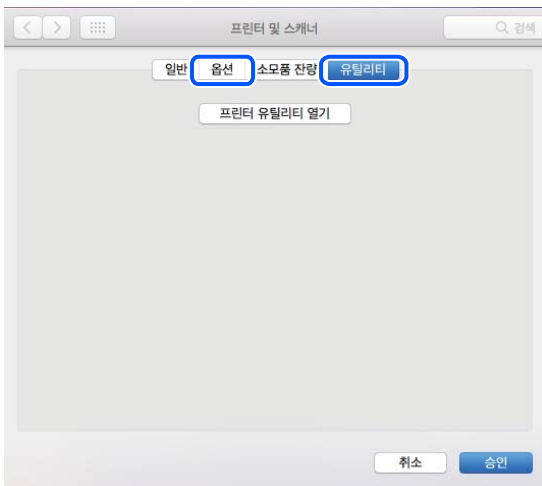 프린터 및 스캐너
검색
일반 옵션 소모품 잔량 유틸리티
프린터 유틸리티 열기
취소 승인